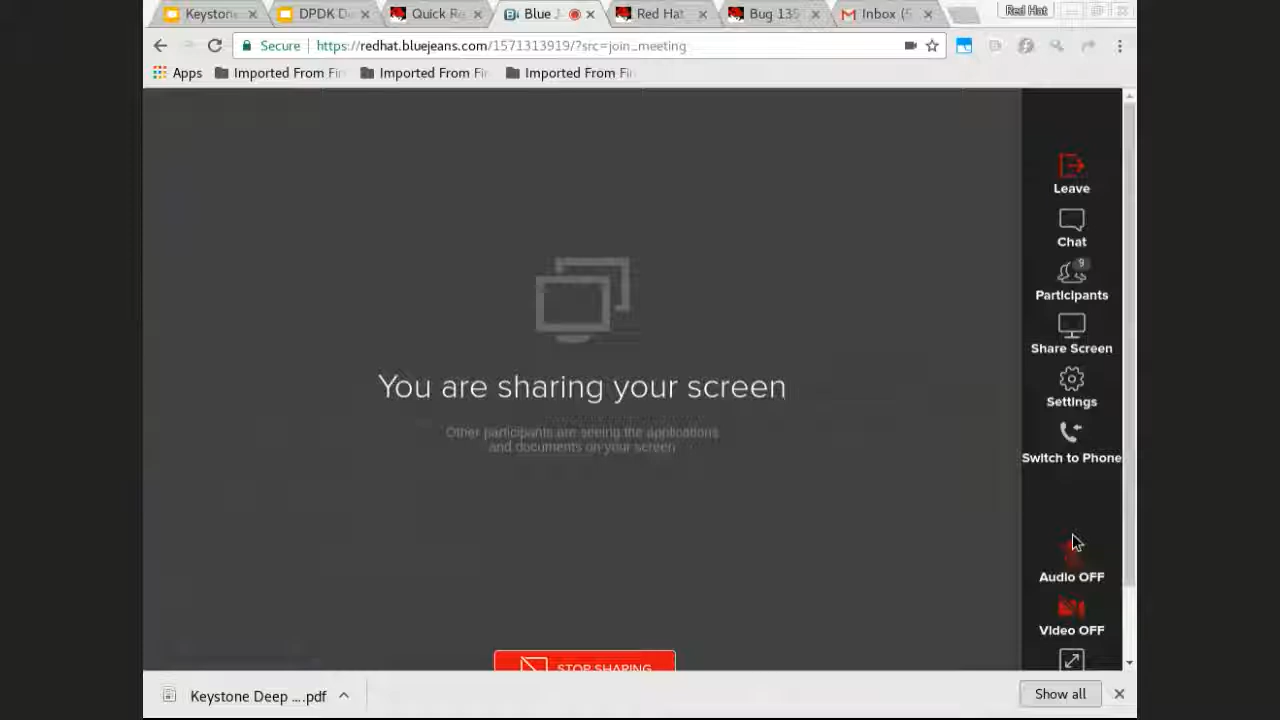 Keystone
DPDK D
Quick Re
Blue
Red Hat
Bug 135
Inbox (5
Red Hat
Secure
https://redhat.bluejeans.com/1571313919/?src=join_meeting
Apps
Imported From Fir
Imported From Fir
Imported From Fir
Leave
Chat
9
Participants
Share Screen
Settings
Switch to Phone
Audio OFF
Video OFF
You are sharing your screen
Other participants are seeing the applications
and documents on your screen
STOP SHARING
Keystone Deep ....pdf
Show all